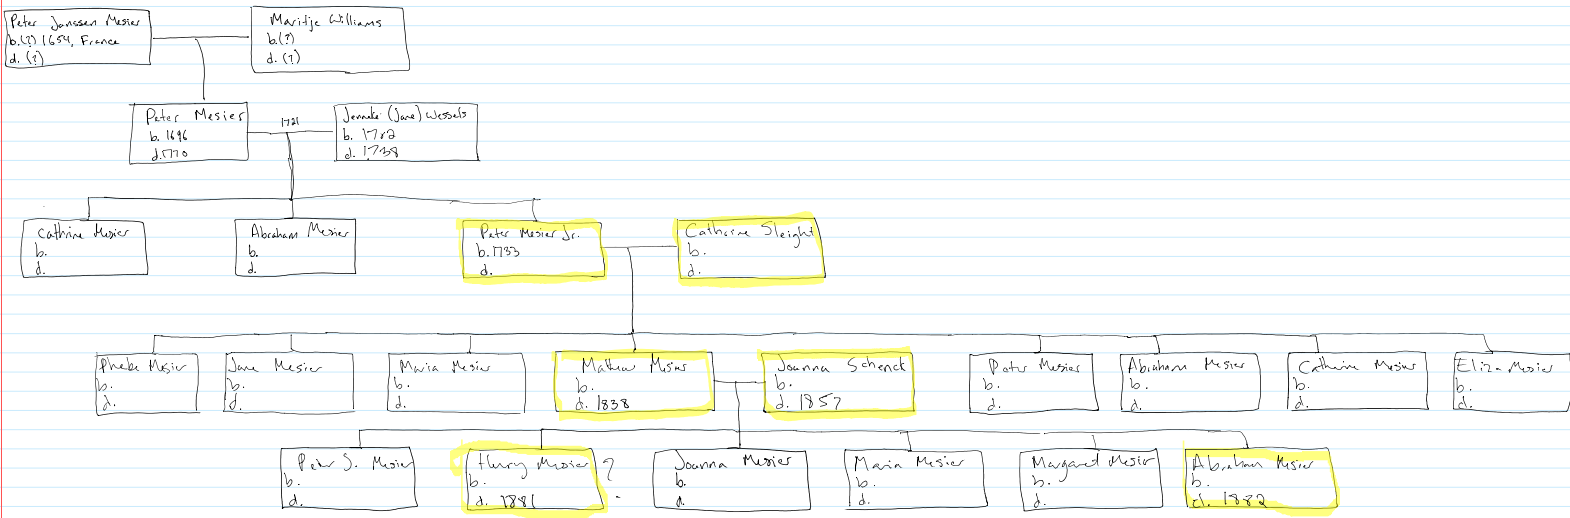 Peter Janssen Mesier
b.(?) 1654, France
d. (?)
Maritje Williams
b.(?)
d. (?)
Peter Mesier
b. 1696
d. 1770
1721
Jenneke (Jane) Wessels
b. 1702
d. 1738
Cathrine Mesier
b.
d.
Abraham Mesier
b.
d.
Peter Mesier Jr.
b. 1733
d.
Catharine Sleight
b.
d.
Phebe Mesier
b.
d.
Jane Mesier
b.
d.
Maria Mesier
b.
d.
Mathew Mesier
b.
d. 1838
Joanna Schenck
b.
d. 1857
Peter Mesier
b.
d.
Abraham Mesier
b.
d.
Catherine Mesier
b.
d.
Eliza Mesier
b.
d.
Peter S. Mesier
b.
d.
Henry Mesier ?
b.
d. 1881
Joanna Mesier
b.
d.
Maria Mesier
b.
d.
Margaret Mesier
b.
d.
Abraham Mesier
b.
d. 1882